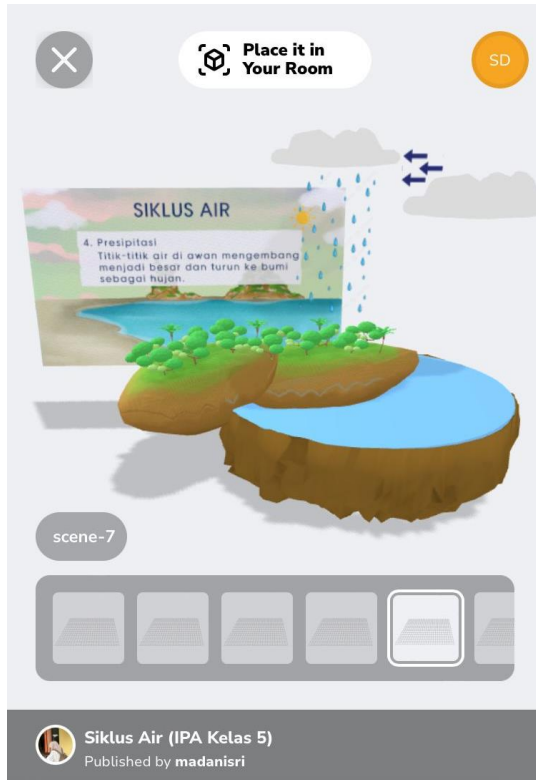 Place it in
Your Room
SD
SIKLUS AIR
4. Presipitasi
Titik-titik air di awan mengembang
menjadi besar dan turun ke bumi
sebagai hujan.
scene-7
Siklus Air (IPA Kelas 5)
Published by madanisri